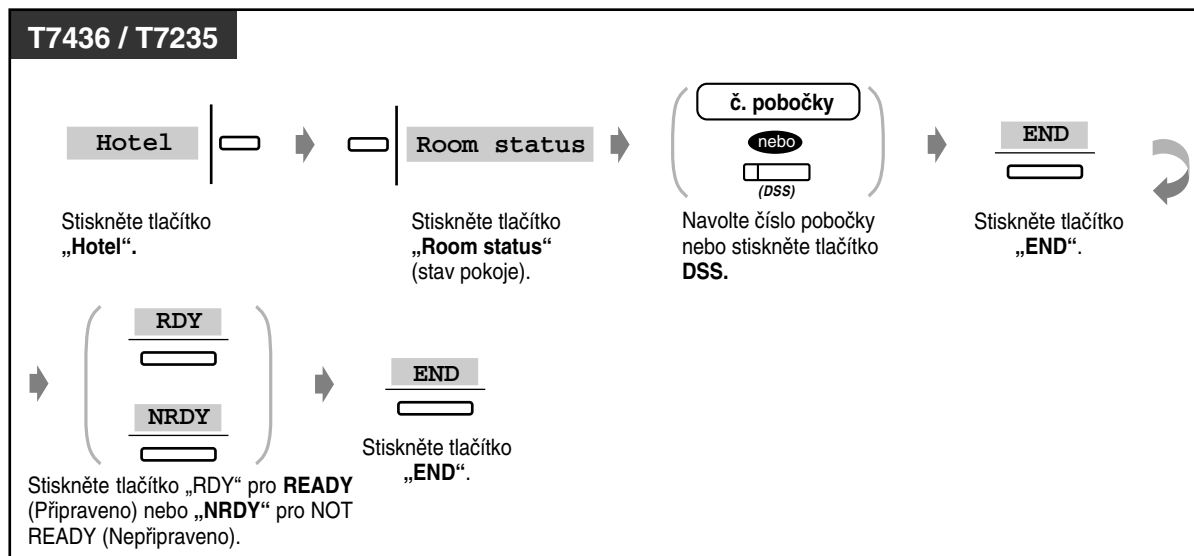 T7436 / T7235
Hotel
Stiskněte tlačítko
„Hotel“.
Room status
Stiskněte tlačítko
„Room status“
(stav pokoje).
č. pobočky
nebo
(DSS)
Navolte číslo pobočky
nebo stiskněte tlačítko
DSS.
END
Stiskněte tlačítko
„END“.
RDY
NRDY
Stiskněte tlačítko „RDY“ pro READY
(Připraveno) nebo „NRDY“ pro NOT
READY (Nepřipraveno).
END
Stiskněte tlačítko
„END“.